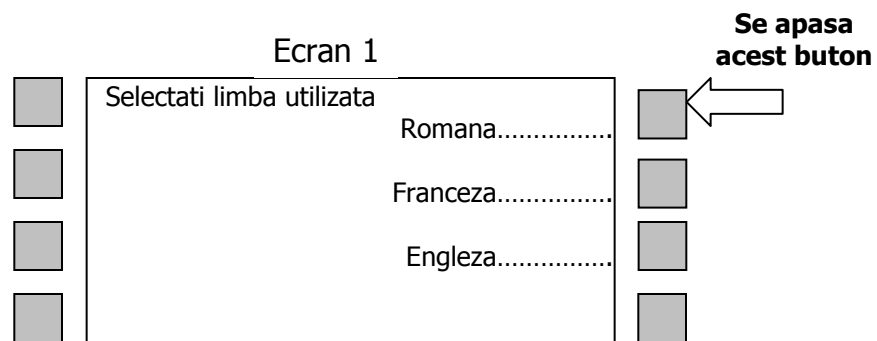 Se apasa
acest buton
Ecran 1
Selectati limba utilizata
Romana................
Franceza................
Engleza................